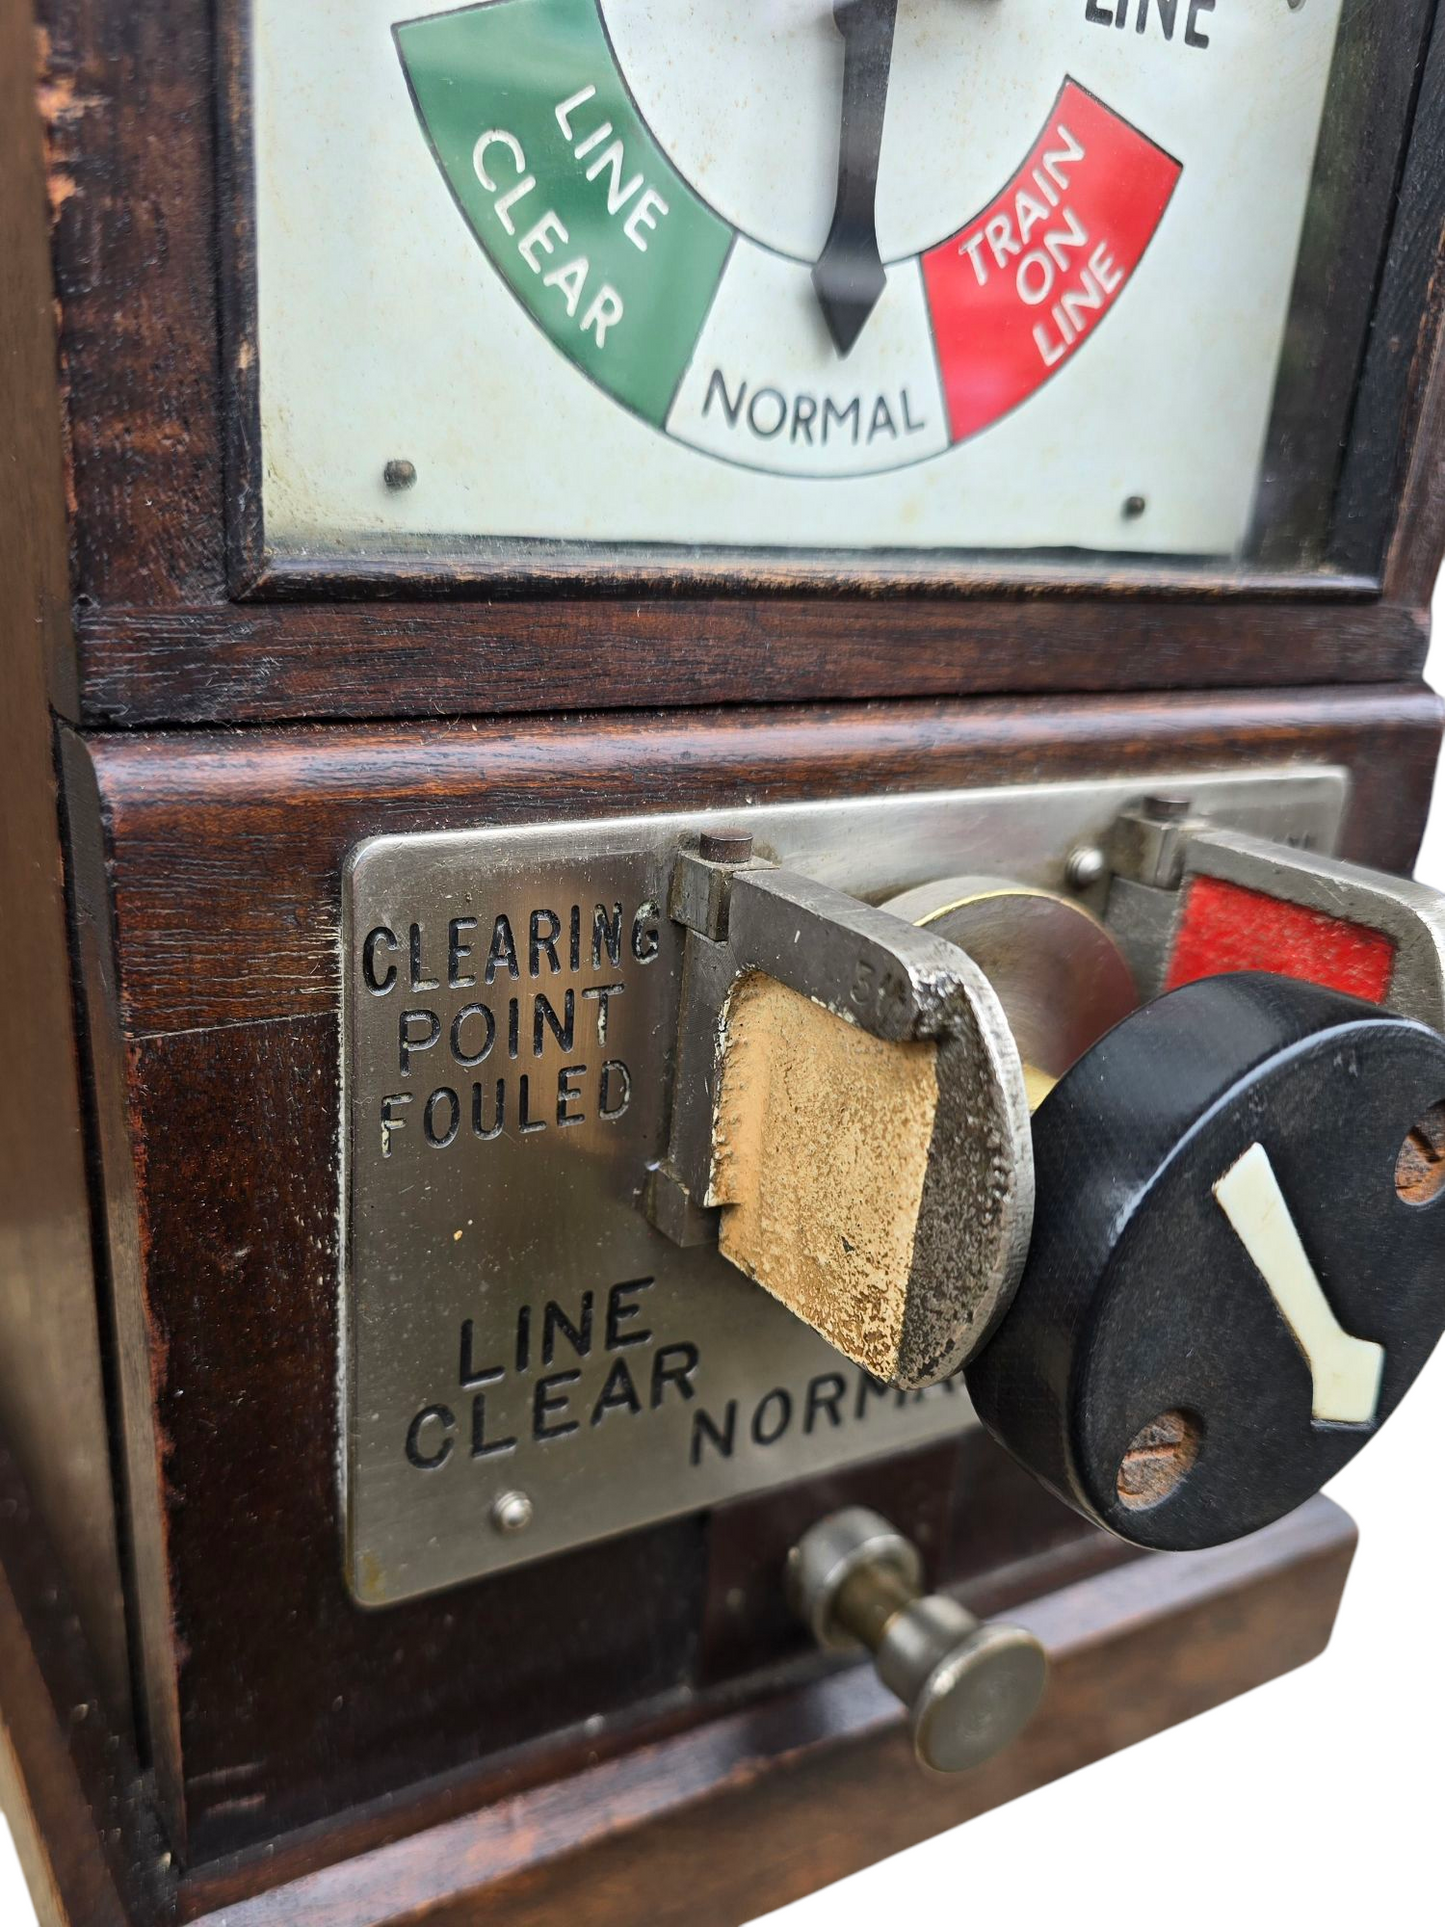 LINE
LINE
CLEAR
TRAIN
ON
LINE
NORMAL
CLEARING
POINT
FOULED
LINE
CLEAR
NORMAL